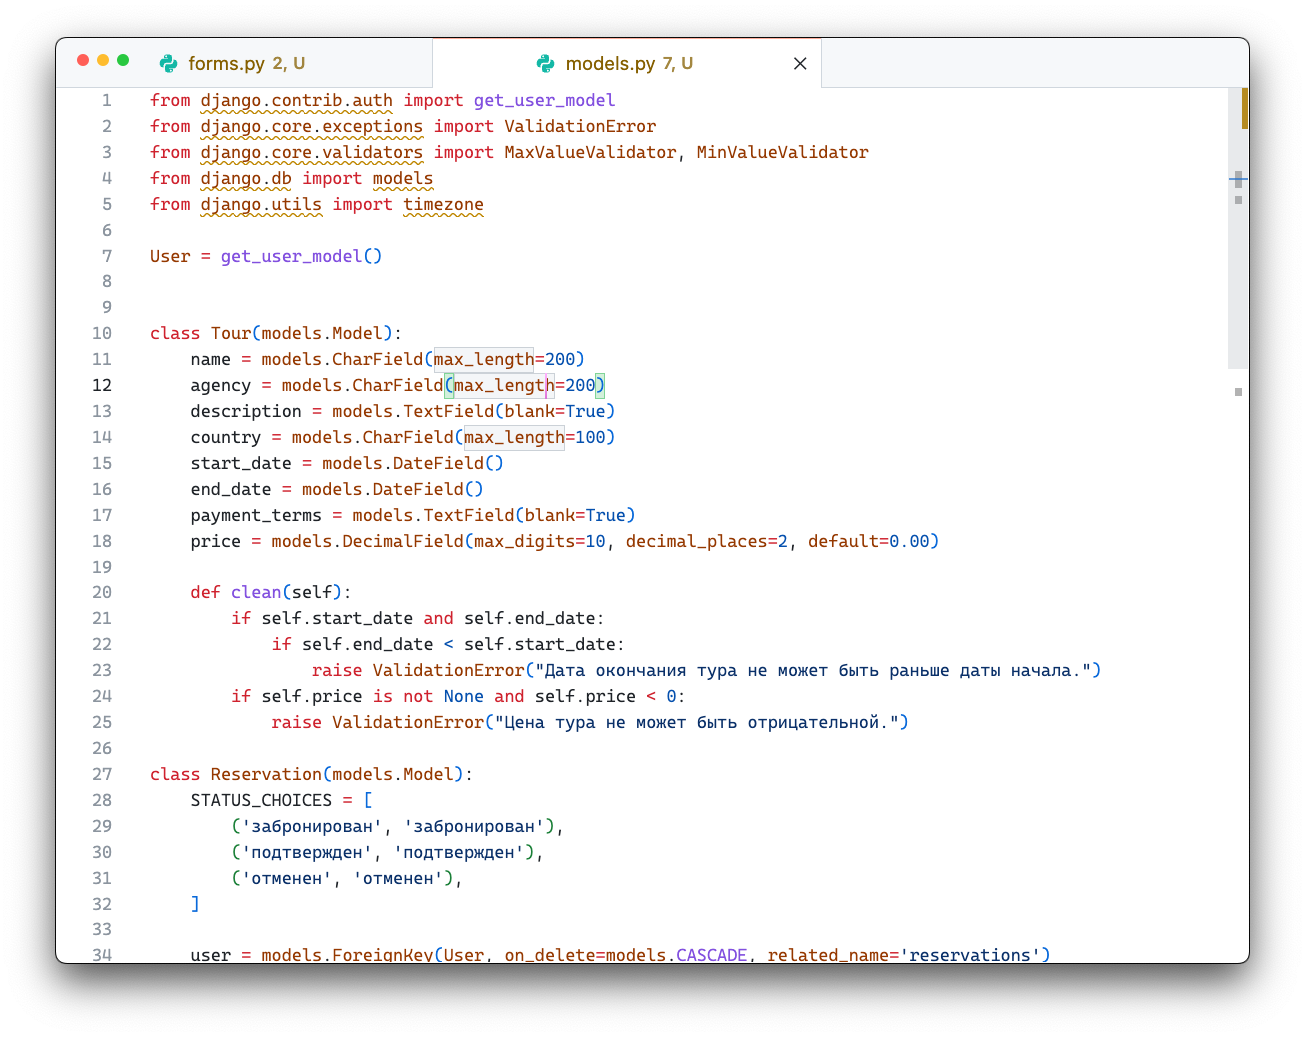 forms.py 2, U
models.py 7, U
1 from django.contrib.auth import get_user_model
2 from django.core.exceptions import ValidationError
3 from django.core.validators import MaxValueValidator, MinValueValidator
4 from django.db import models
5 from django.utils import timezone
6
7 User = get_user_model()
8
9
10 class Tour(models.Model):
11     name = models.CharField(max_length=200)
12     agency = models.CharField(max_length=200)
13     description = models.TextField(blank=True)
14     country = models.CharField(max_length=100)
15     start_date = models.DateField()
16     end_date = models.DateField()
17     payment_terms = models.TextField(blank=True)
18     price = models.DecimalField(max_digits=10, decimal_places=2, default=0.00)
19
20     def clean(self):
21         if self.start_date and self.end_date:
22             if self.end_date < self.start_date:
23                 raise ValidationError("Дата окончания тура не может быть раньше даты начала.")
24         if self.price is not None and self.price < 0:
25             raise ValidationError("Цена тура не может быть отрицательной.")
26
27 class Reservation(models.Model):
28     STATUS_CHOICES = [
29         ('забронирован', 'забронирован'),
30         ('подтвержден', 'подтвержден'),
31         ('отменен', 'отменен'),
32     ]
33
34     user = models.ForeignKey(User, on_delete=models.CASCADE, related_name='reservations')